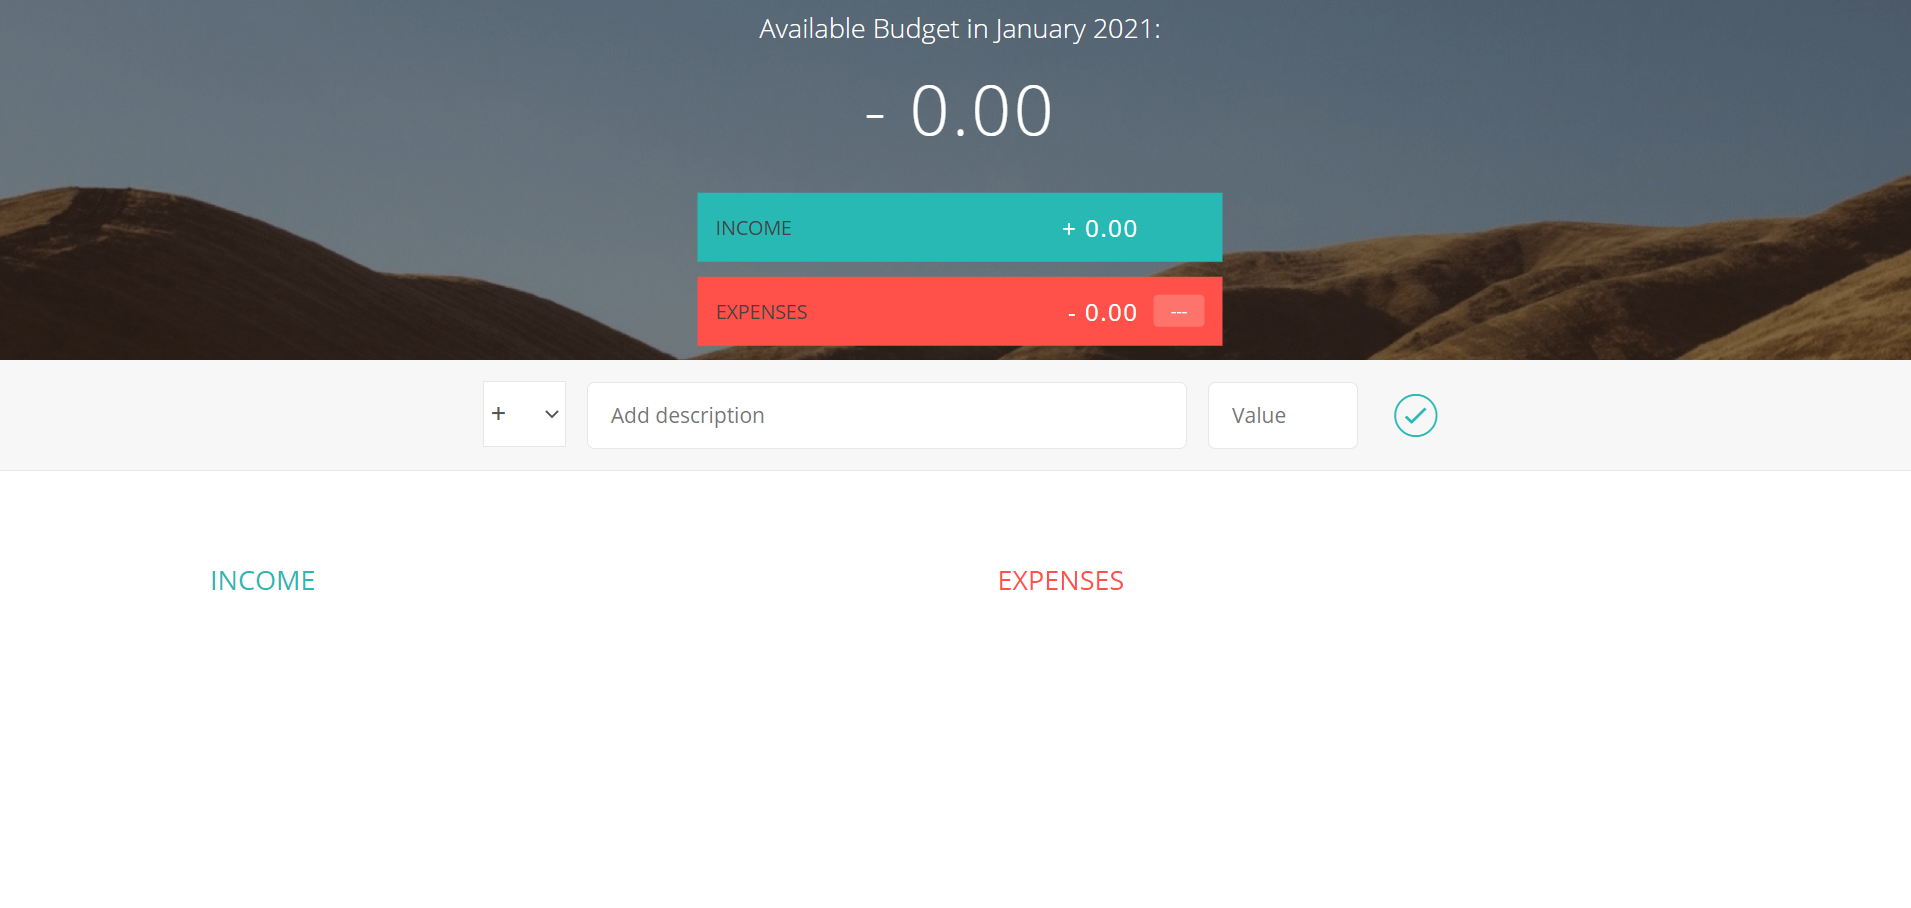 Available Budget in January 2021:
- 0.00
INCOME + 0.00
EXPENSES - 0.00 ---
+ Add description Value
INCOME EXPENSES